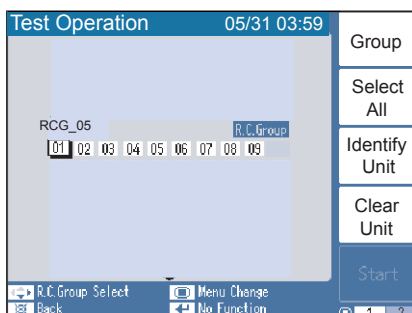 Test Operation 05/31 03:59
Group
Select
All
RCG_05
R.C.Group
01 02 03 04 05 06 07 08 09
Identify
Unit
Clear
Unit
Start
R.C.Group Select Menu Change
Back No Function
1 2